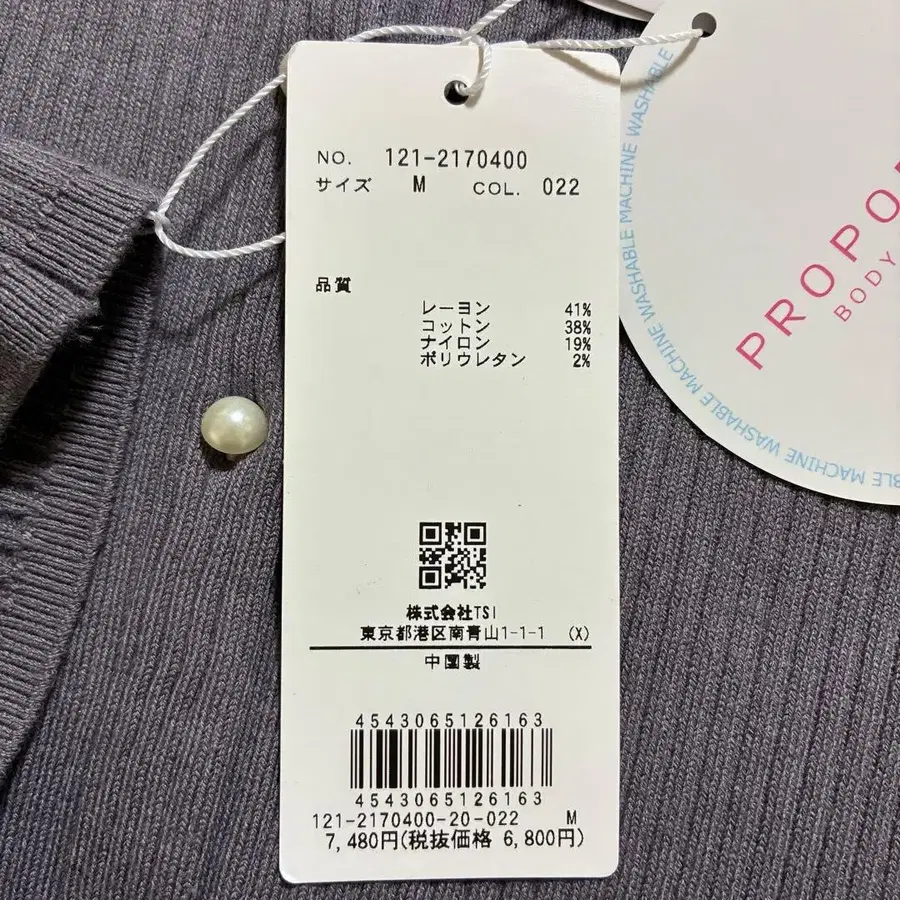 NO. 121-2170400
サイズ M COL. 022
品質
レーヨン 41%
コットン 38%
ナイロン 19%
ポリウレタン 2%
株式会社TSI
東京都港区南青山1-1-1 (X)
中国製
4543065126163
4543065126163
121-2170400-20-022 M
7,480円(税抜価格 6,800円)
MACHINE WASHABLE MACHINE WASHABLE MACHINE WASHABLE MACHINE WASHABLE
PROPO
BODY